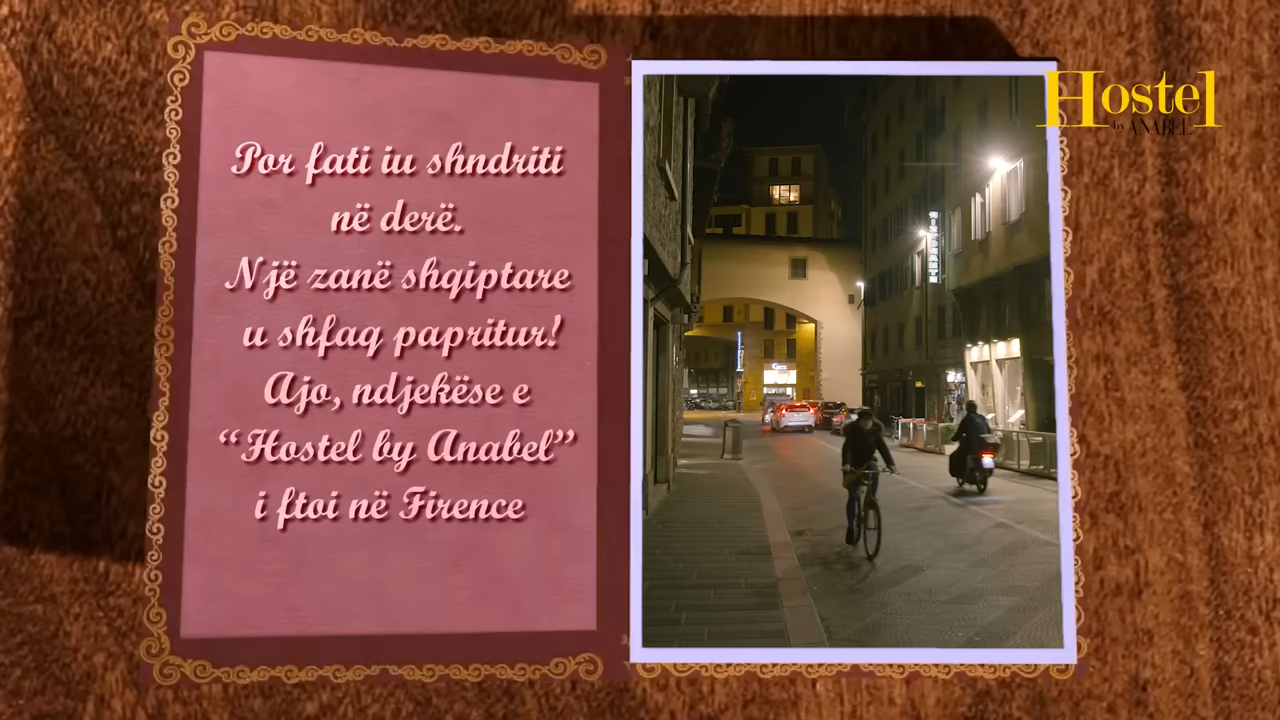 Por fati iu shndriti
në derë.
Një zanë shqiptare
u shfaq papritur!
Ajo, ndjekëse e
“Hostel by Anabel”
i ftoi në Firence
Hostel
by ANABEL